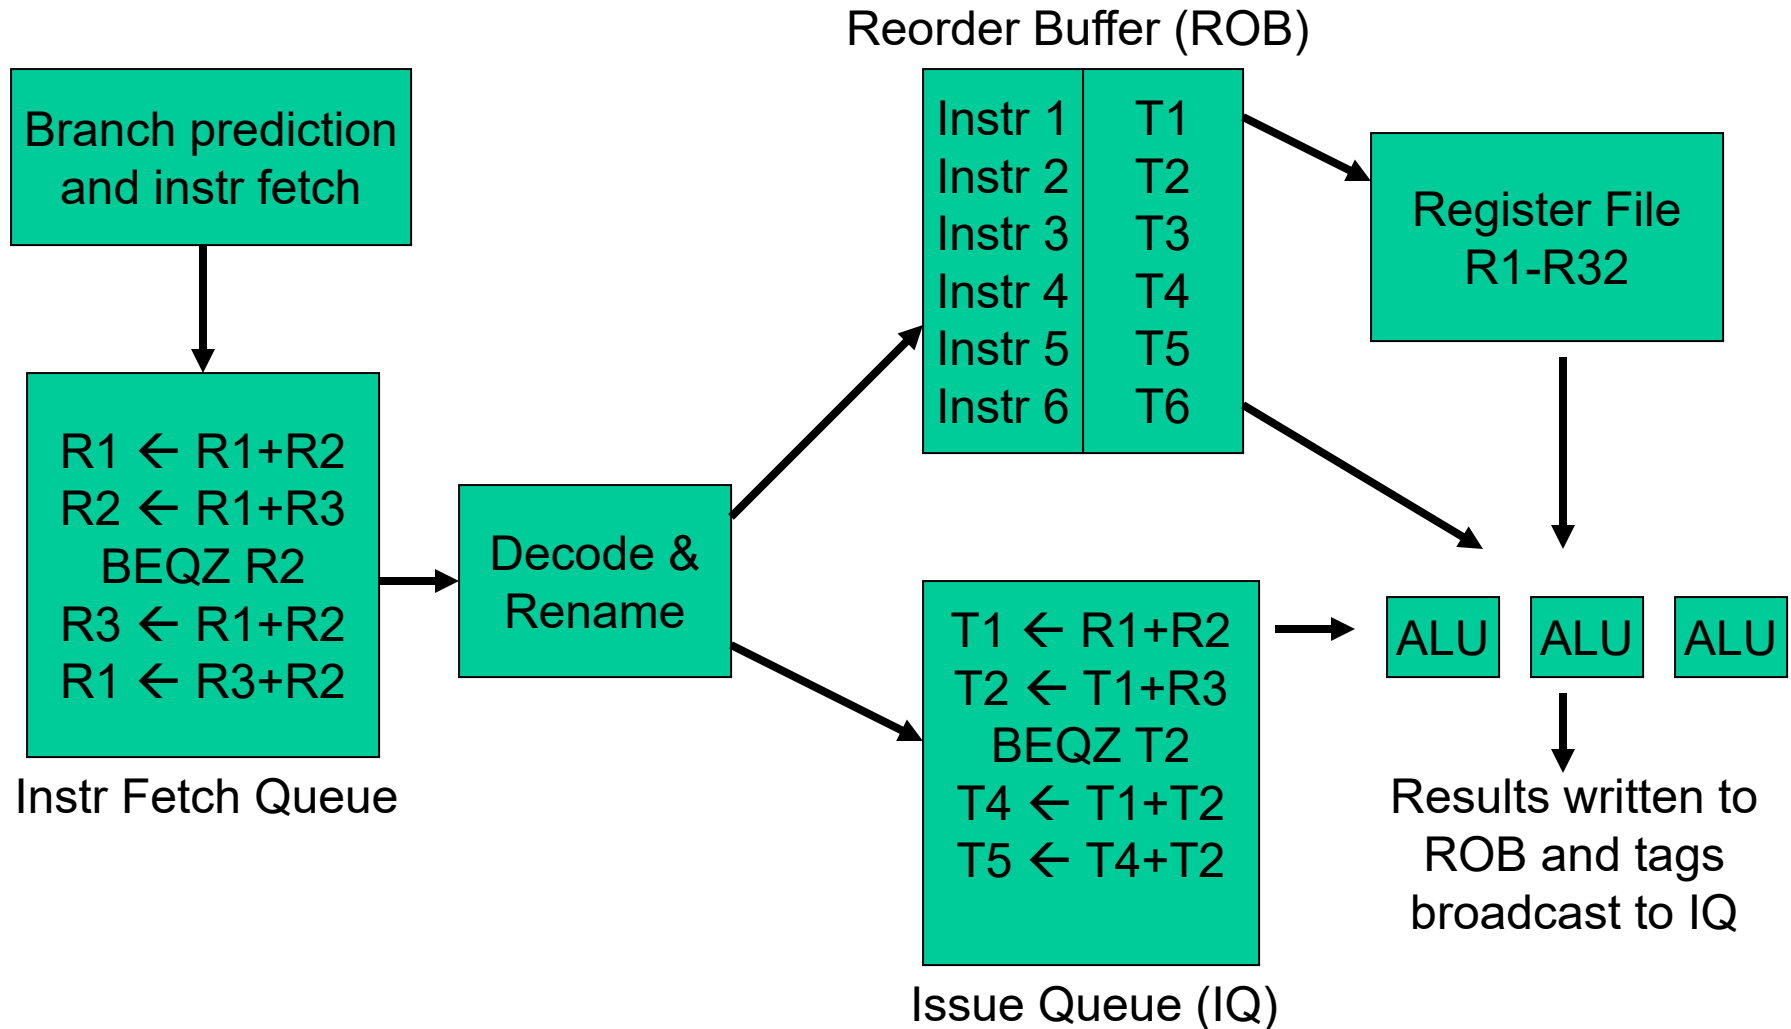 Reorder Buffer (ROB)
Branch prediction
and instr fetch
Instr 1 T1
Instr 2 T2
Instr 3 T3
Instr 4 T4
Instr 5 T5
Instr 6 T6
Register File
R1-R32
R1 ← R1+R2
R2 ← R1+R3
BEQZ R2
R3 ← R1+R2
R1 ← R3+R2
Instr Fetch Queue
Decode &
Rename
T1 ← R1+R2
T2 ← T1+R3
BEQZ T2
T4 ← T1+T2
T5 ← T4+T2
Issue Queue (IQ)
ALU ALU ALU
Results written to
ROB and tags
broadcast to IQ